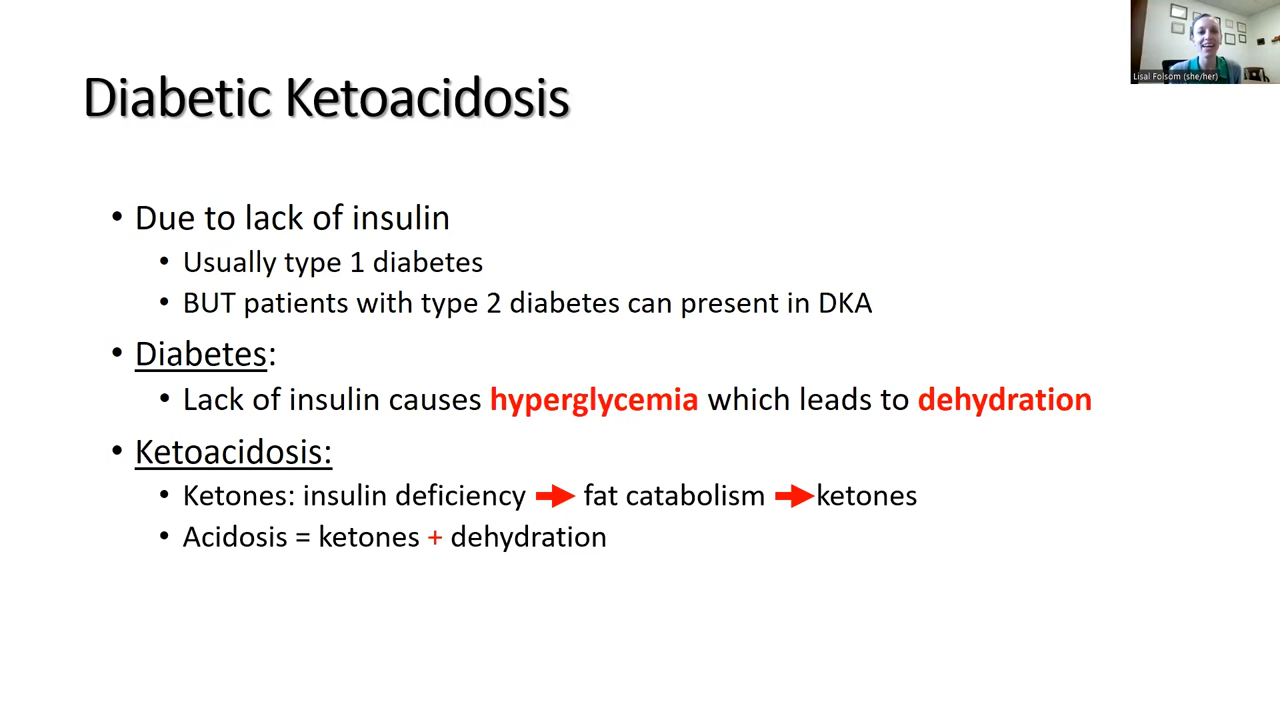 Lisal Folsom (she/her)
Diabetic Ketoacidosis
• Due to lack of insulin
• Usually type 1 diabetes
• BUT patients with type 2 diabetes can present in DKA
• Diabetes:
• Lack of insulin causes hyperglycemia which leads to dehydration
• Ketoacidosis:
• Ketones: insulin deficiency → fat catabolism → ketones
• Acidosis = ketones + dehydration